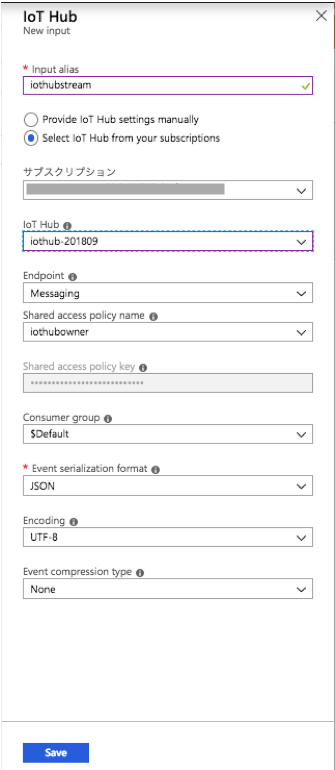 IoT Hub
New input
* Input alias
iothubstream
Provide IoT Hub settings manually
Select IoT Hub from your subscriptions
サブスクリプション
IoT Hub
iothub-201809
Endpoint
Messaging
Shared access policy name
iothubowner
Shared access policy key
••••••••••••••••••••••••••••
Consumer group
$Default
* Event serialization format
JSON
Encoding
UTF-8
Event compression type
None
Save